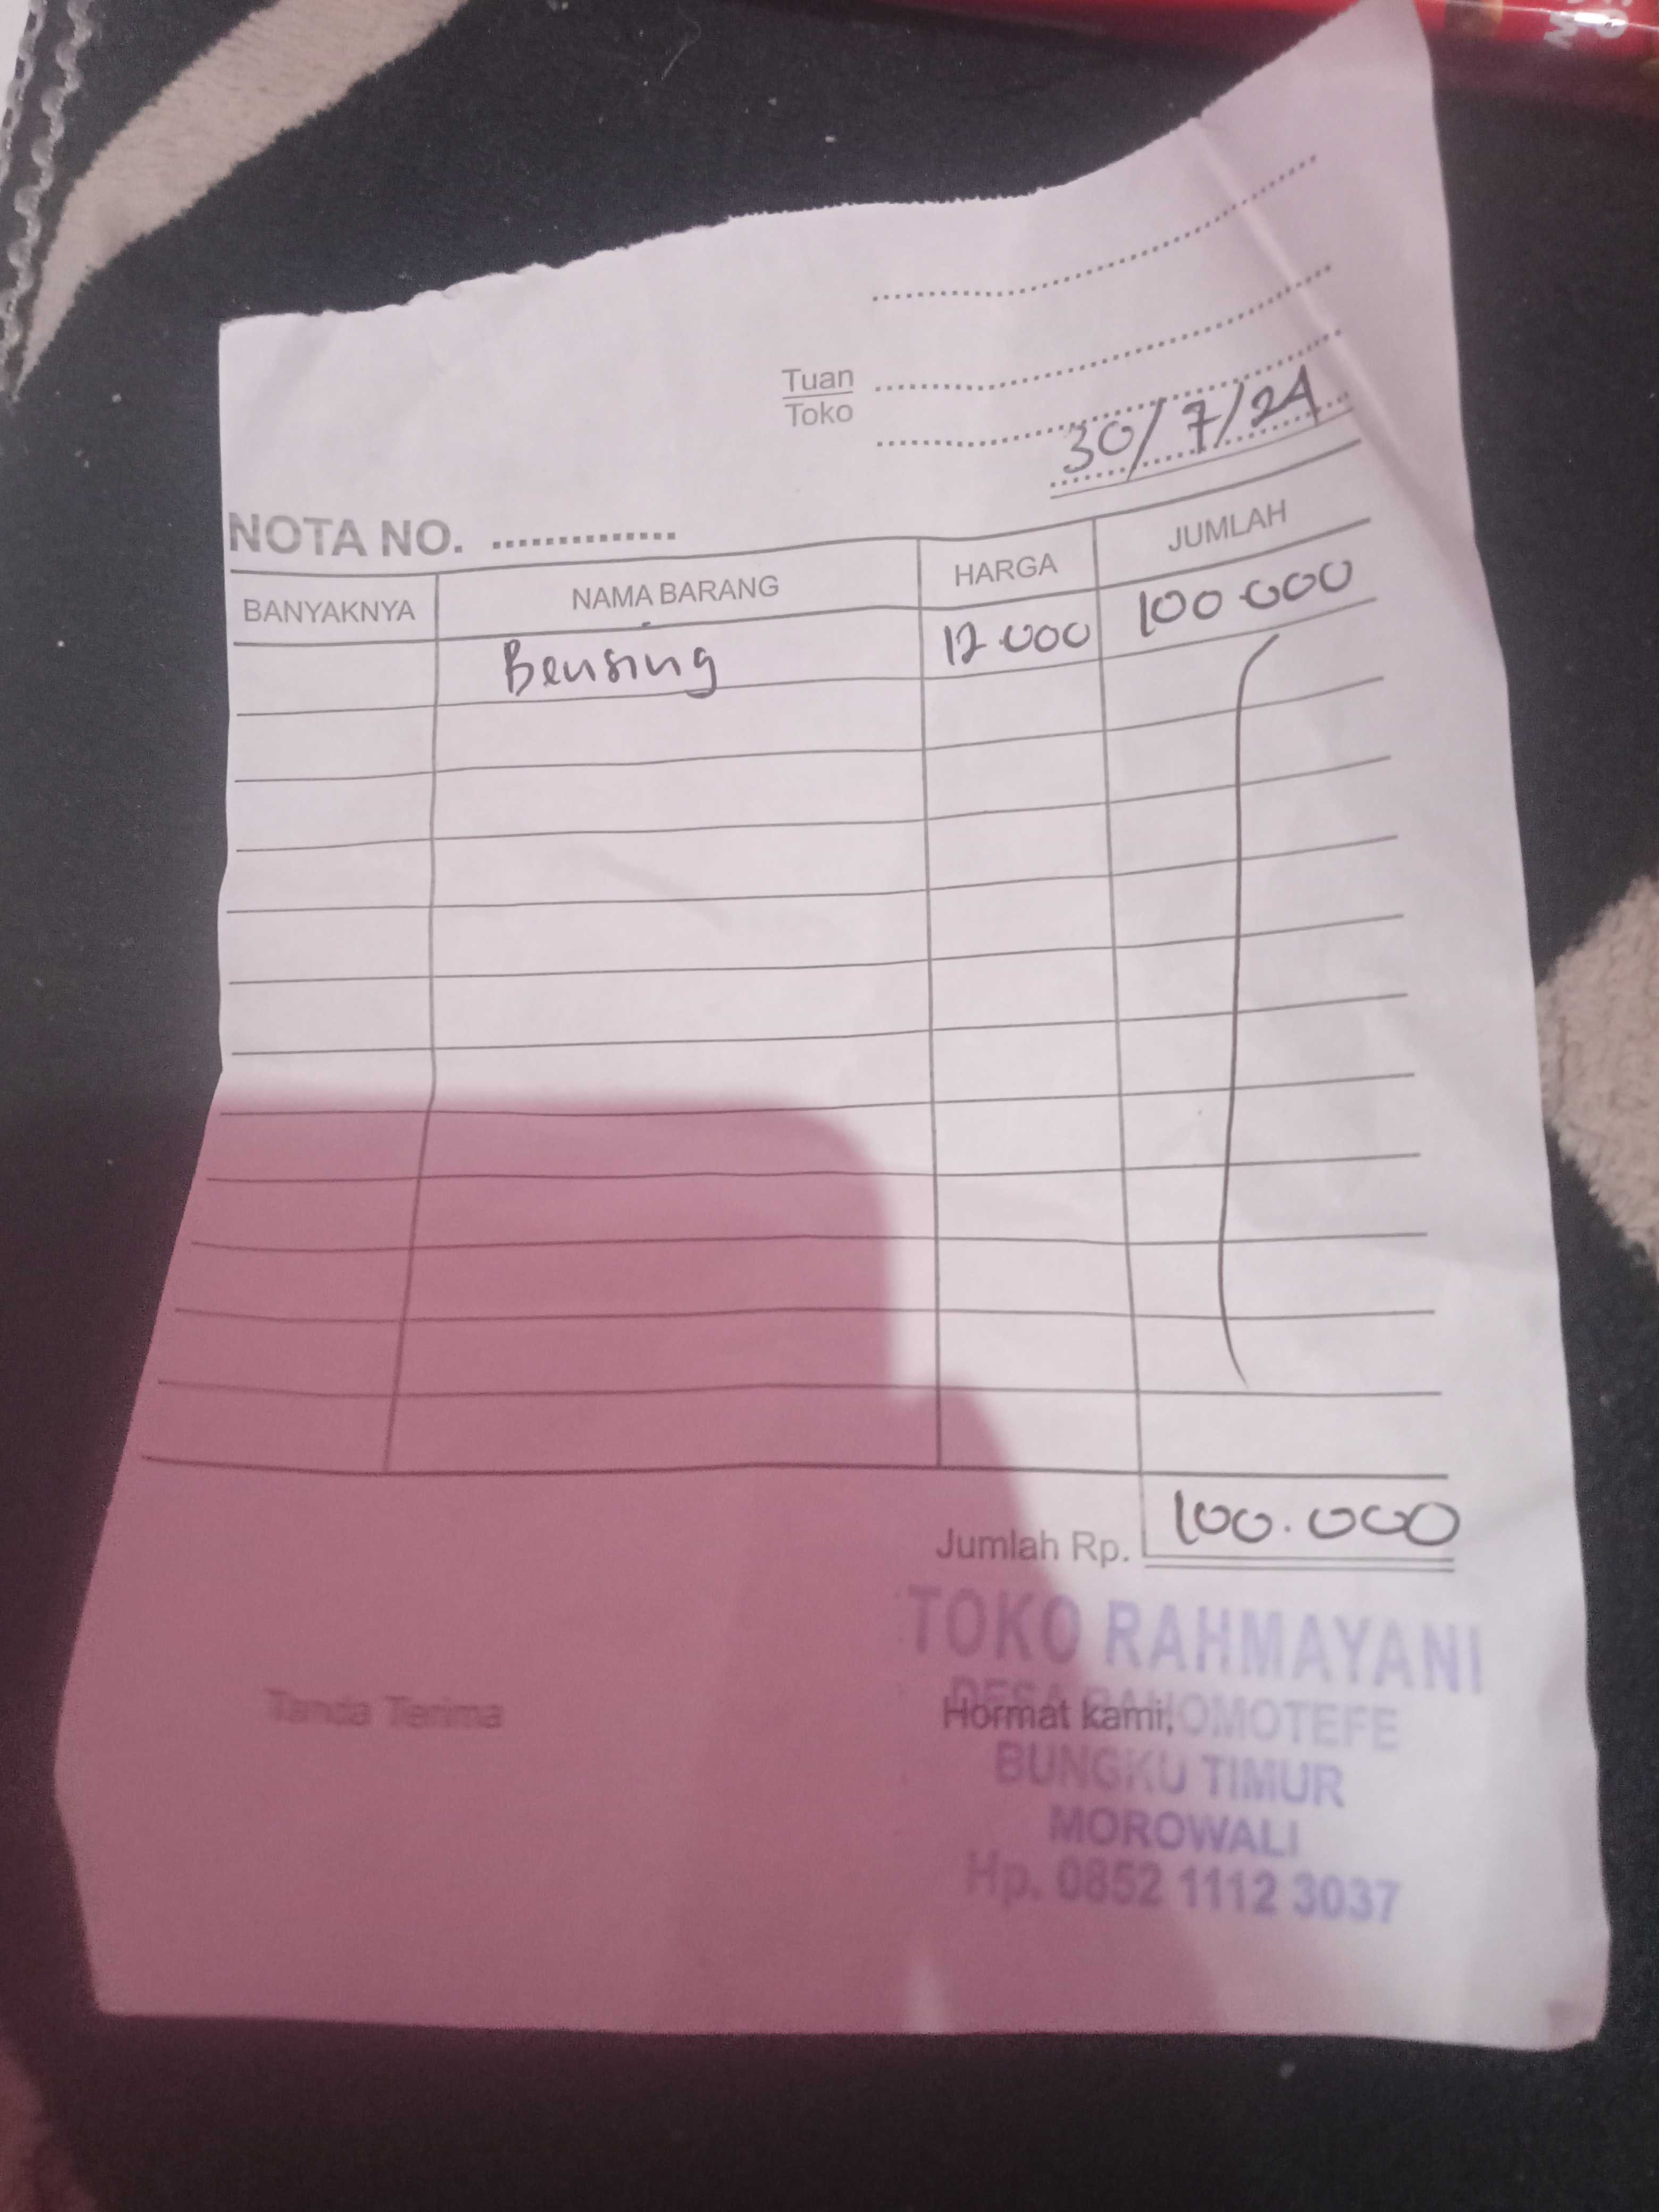 Tuan
Toko
30/7/24
NOTA NO. ..............
BANYAKNYA NAMA BARANG HARGA JUMLAH
Bensing 12.000 100.000
Jumlah Rp. 100.000
TOKO RAHMAYANI
DESA
Tanda Terima Hormat kami,
BUNGKU TIMUR
MOROWALI
Hp. 0852 1112 3037